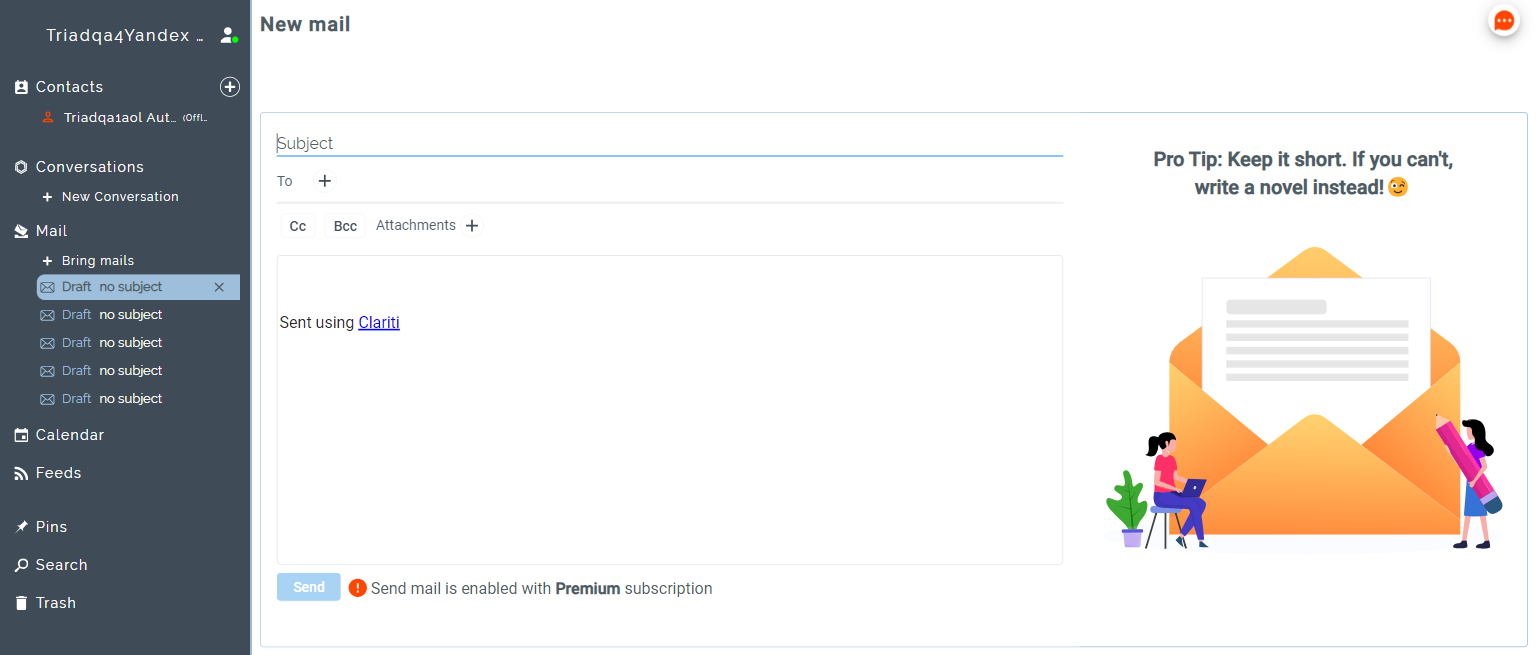 Triadqa4Yandex ...
Contacts
Triadqa1aol Aut... (Offl...
Conversations
+ New Conversation
Mail
+ Bring mails
Draft no subject
Draft no subject
Draft no subject
Draft no subject
Draft no subject
Calendar
Feeds
Pins
Search
Trash
New mail
Subject
To +
Cc Bcc Attachments +
Sent using Clariti
Send ! Send mail is enabled with Premium subscription
Pro Tip: Keep it short. If you can't,
write a novel instead! 😉